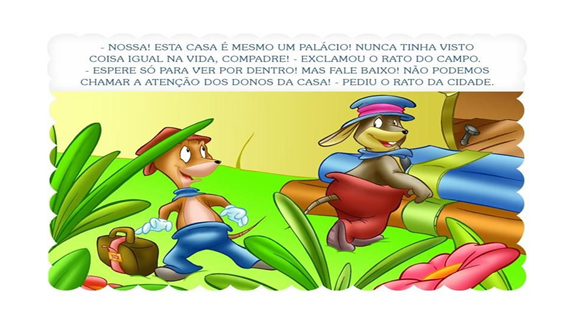 - NOSSA! ESTA CASA É MESMO UM PALÁCIO! NUNCA TINHA VISTO
COISA IGUAL NA VIDA, COMPADRE! - EXCLAMOU O RATO DO CAMPO.
- ESPERE SÓ PARA VER POR DENTRO! MAS FALE BAIXO! NÃO PODEMOS
CHAMAR A ATENÇÃO DOS DONOS DA CASA! - PEDIU O RATO DA CIDADE.